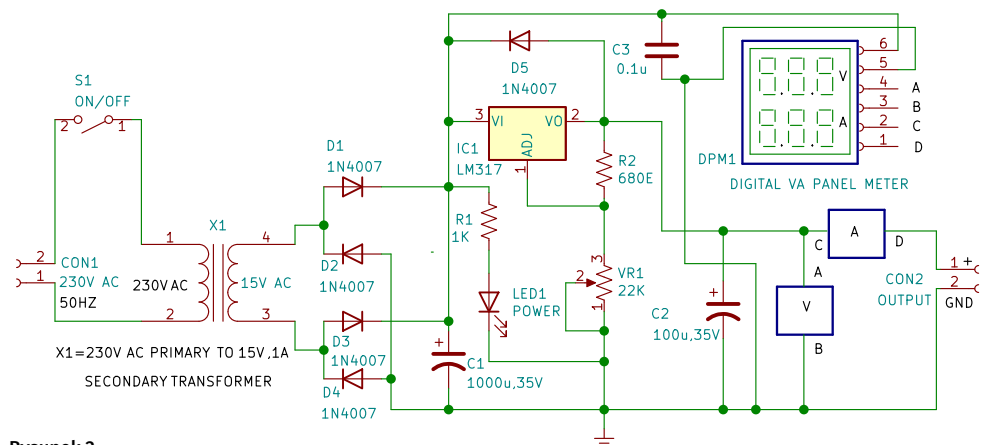 S1
ON/OFF
2
1
CON1
230V AC
50HZ
2
1
X1
1
2
4
3
230V AC
15V AC
X1=230V AC PRIMARY TO 15V,1A
SECONDARY TRANSFORMER
D1
1N4007
D2
1N4007
D3
1N4007
D4
1N4007
D5
1N4007
3
VI
VO
2
ADJ
1
IC1
LM317
R1
1K
LED1
POWER
+
C1
1000u,35V
R2
680E
3
2
1
VR1
22K
C3
0.1u
+
C2
100u,35V
V
A
6
5
4
A
3
B
2
C
1
D
DPM1
DIGITAL VA PANEL METER
C
A
D
A
V
B
CON2
OUTPUT
1
+
2
GND